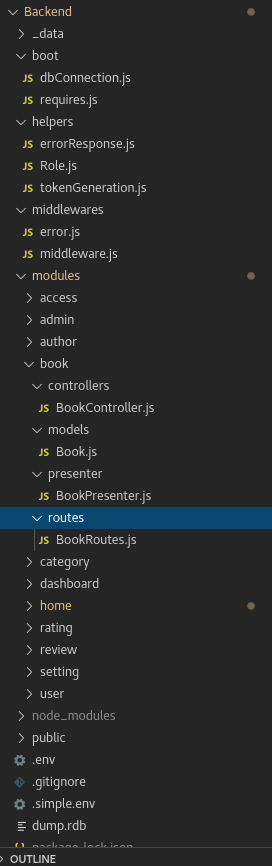 Backend
_data
boot
JS dbConnection.js
JS requires.js
helpers
JS errorResponse.js
JS Role.js
JS tokenGeneration.js
middlewares
JS error.js
JS middleware.js
modules
access
admin
author
book
controllers
JS BookController.js
models
JS Book.js
presenter
JS BookPresenter.js
routes
JS BookRoutes.js
category
dashboard
home
rating
review
setting
user
node_modules
public
.env
.gitignore
.simple.env
dump.rdb
{} package-lock.json
OUTLINE